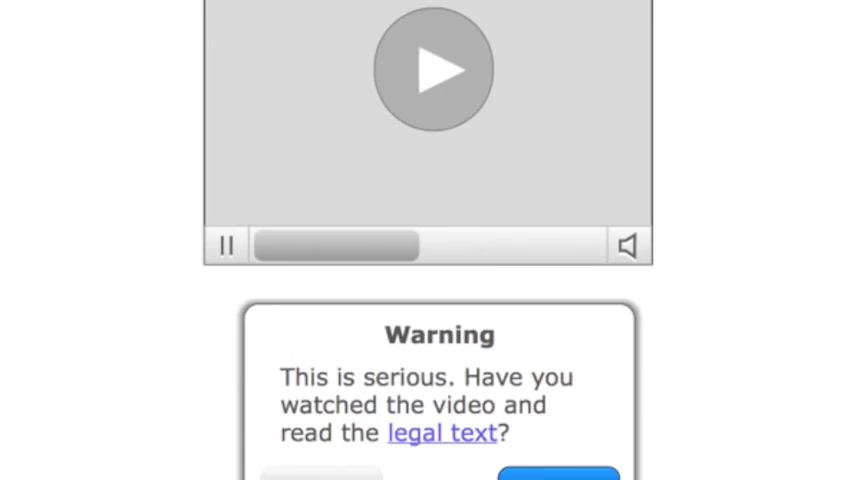 Warning
This is serious. Have you
watched the video and
read the legal text?